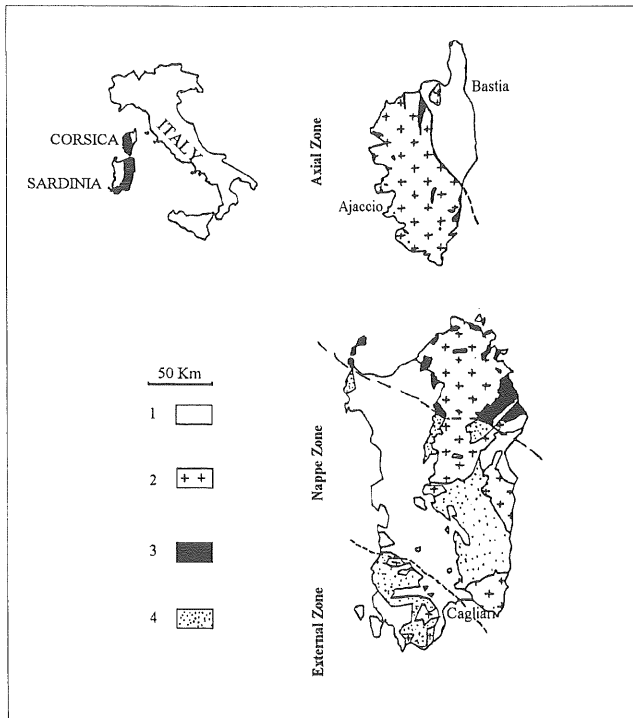 CORSICA
SARDINIA
ITALY
Axial Zone
Bastia
Ajaccio
50 Km
1
2
3
4
Nappe Zone
External Zone
Cagliari